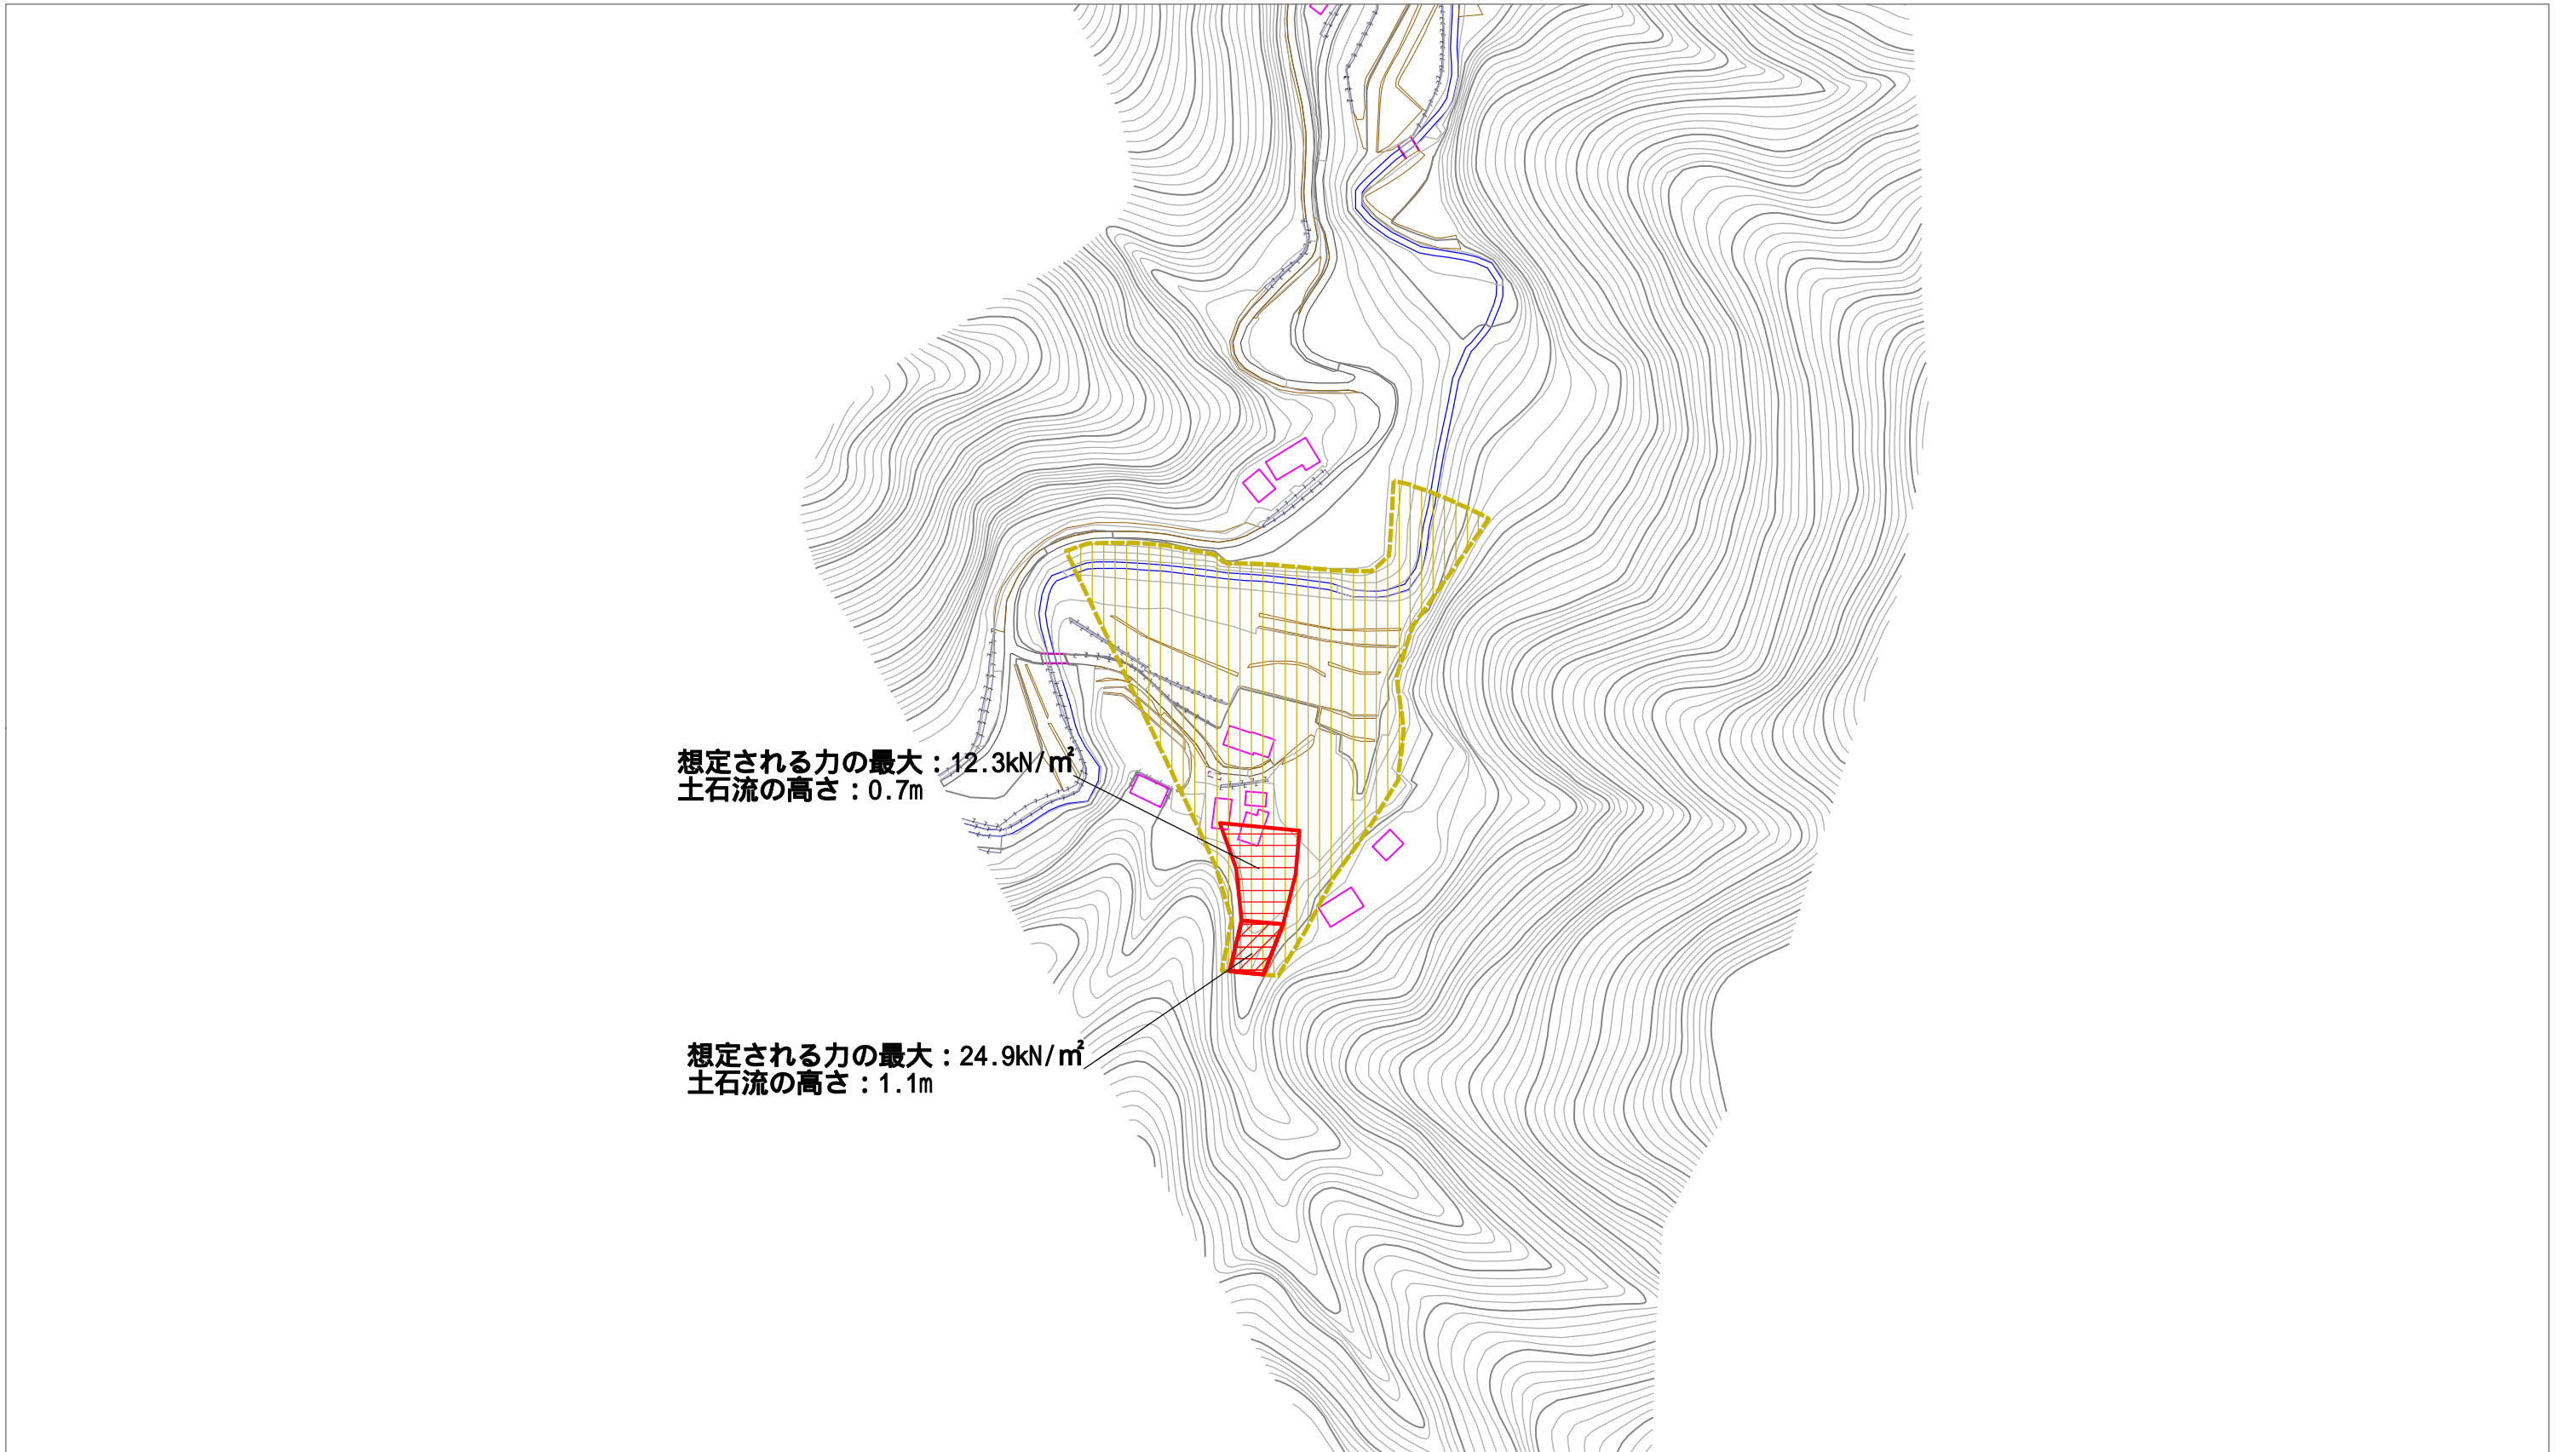 想定される力の最大：12.3kN/㎡
土石流の高さ：0.7m
想定される力の最大：24.9kN/㎡
土石流の高さ：1.1m